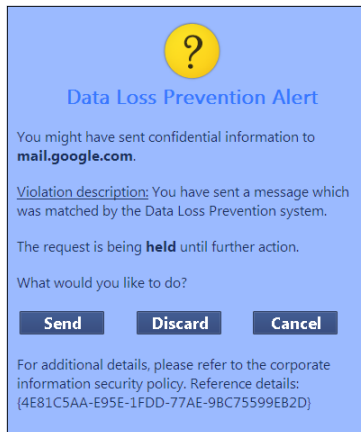 ?
Data Loss Prevention Alert
You might have sent confidential information to
mail.google.com.
Violation description: You have sent a message which
was matched by the Data Loss Prevention system.
The request is being held until further action.
What would you like to do?
Send Discard Cancel
For additional details, please refer to the corporate
information security policy. Reference details:
{4E81C5AA-E95E-1FDD-77AE-9BC75599EB2D}